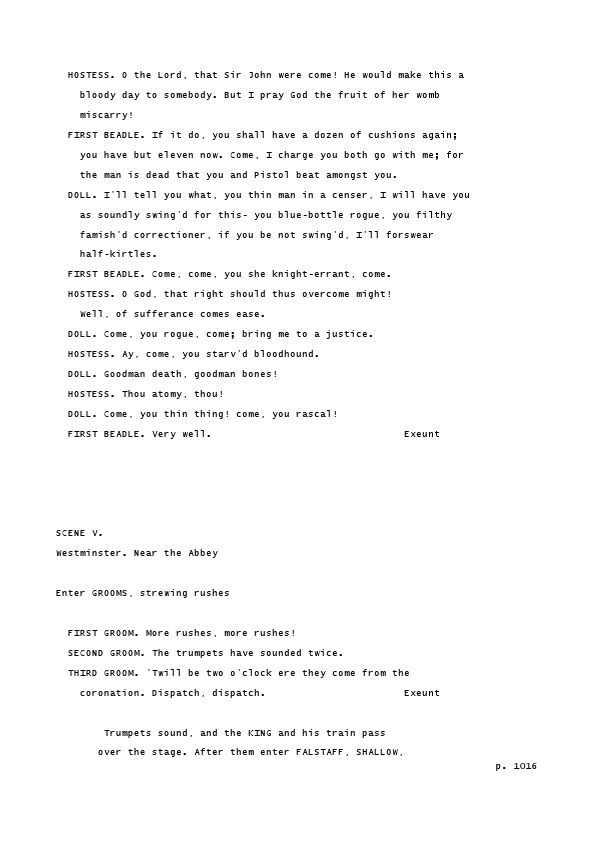 HOSTESS. O the Lord, that Sir John were come! He would make this a
bloody day to somebody. But I pray God the fruit of her womb
miscarry!
FIRST BEADLE. If it do, you shall have a dozen of cushions again;
you have but eleven now. Come, I charge you both go with me; for
the man is dead that you and Pistol beat amongst you.
DOLL. I'll tell you what, you thin man in a censer, I will have you
as soundly swing'd for this- you blue-bottle rogue, you filthy
famish'd correctioner, if you be not swing'd, I'll forswear
half-kirtles.
FIRST BEADLE. Come, come, you she knight-errant, come.
HOSTESS. O God, that right should thus overcome might!
Well, of sufferance comes ease.
DOLL. Come, you rogue, come; bring me to a justice.
HOSTESS. Ay, come, you starv'd bloodhound.
DOLL. Goodman death, goodman bones!
HOSTESS. Thou atomy, thou!
DOLL. Come, you thin thing! come, you rascal!
FIRST BEADLE. Very well. Exeunt
SCENE V.
Westminster. Near the Abbey
Enter GROOMS, strewing rushes
FIRST GROOM. More rushes, more rushes!
SECOND GROOM. The trumpets have sounded twice.
THIRD GROOM. 'Twill be two o'clock ere they come from the
coronation. Dispatch, dispatch. Exeunt
Trumpets sound, and the KING and his train pass
over the stage. After them enter FALSTAFF, SHALLOW,
p. 1016